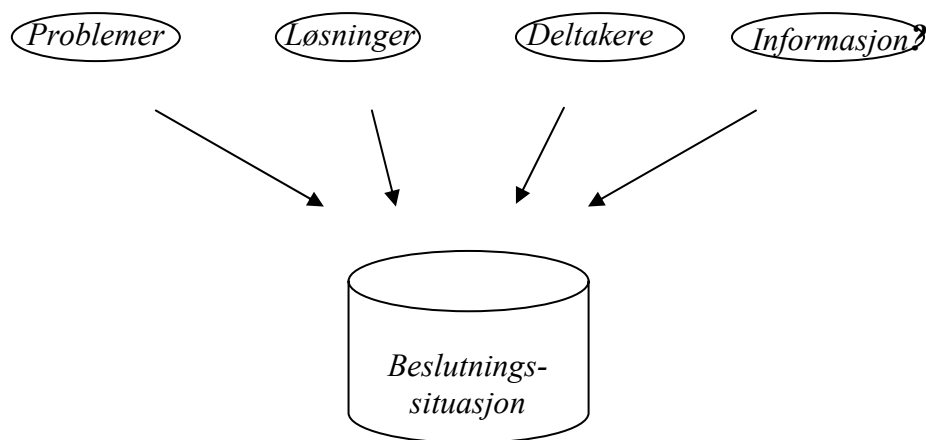 Problemer
Løsninger
Deltakere
Informasjon?
Beslutnings-
situasjon